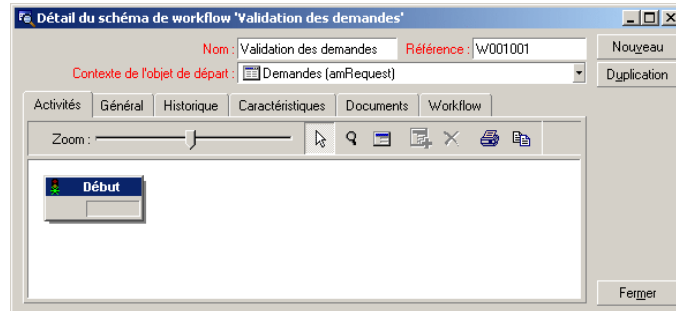 Détail du schéma de workflow 'Validation des demandes'
Nom : Validation des demandes Référence : W001001
Nouveau
Contexte de l'objet de départ : Demandes (amRequest)
Duplication
Activités Général Historique Caractéristiques Documents Workflow
Zoom :
Début
Fermer